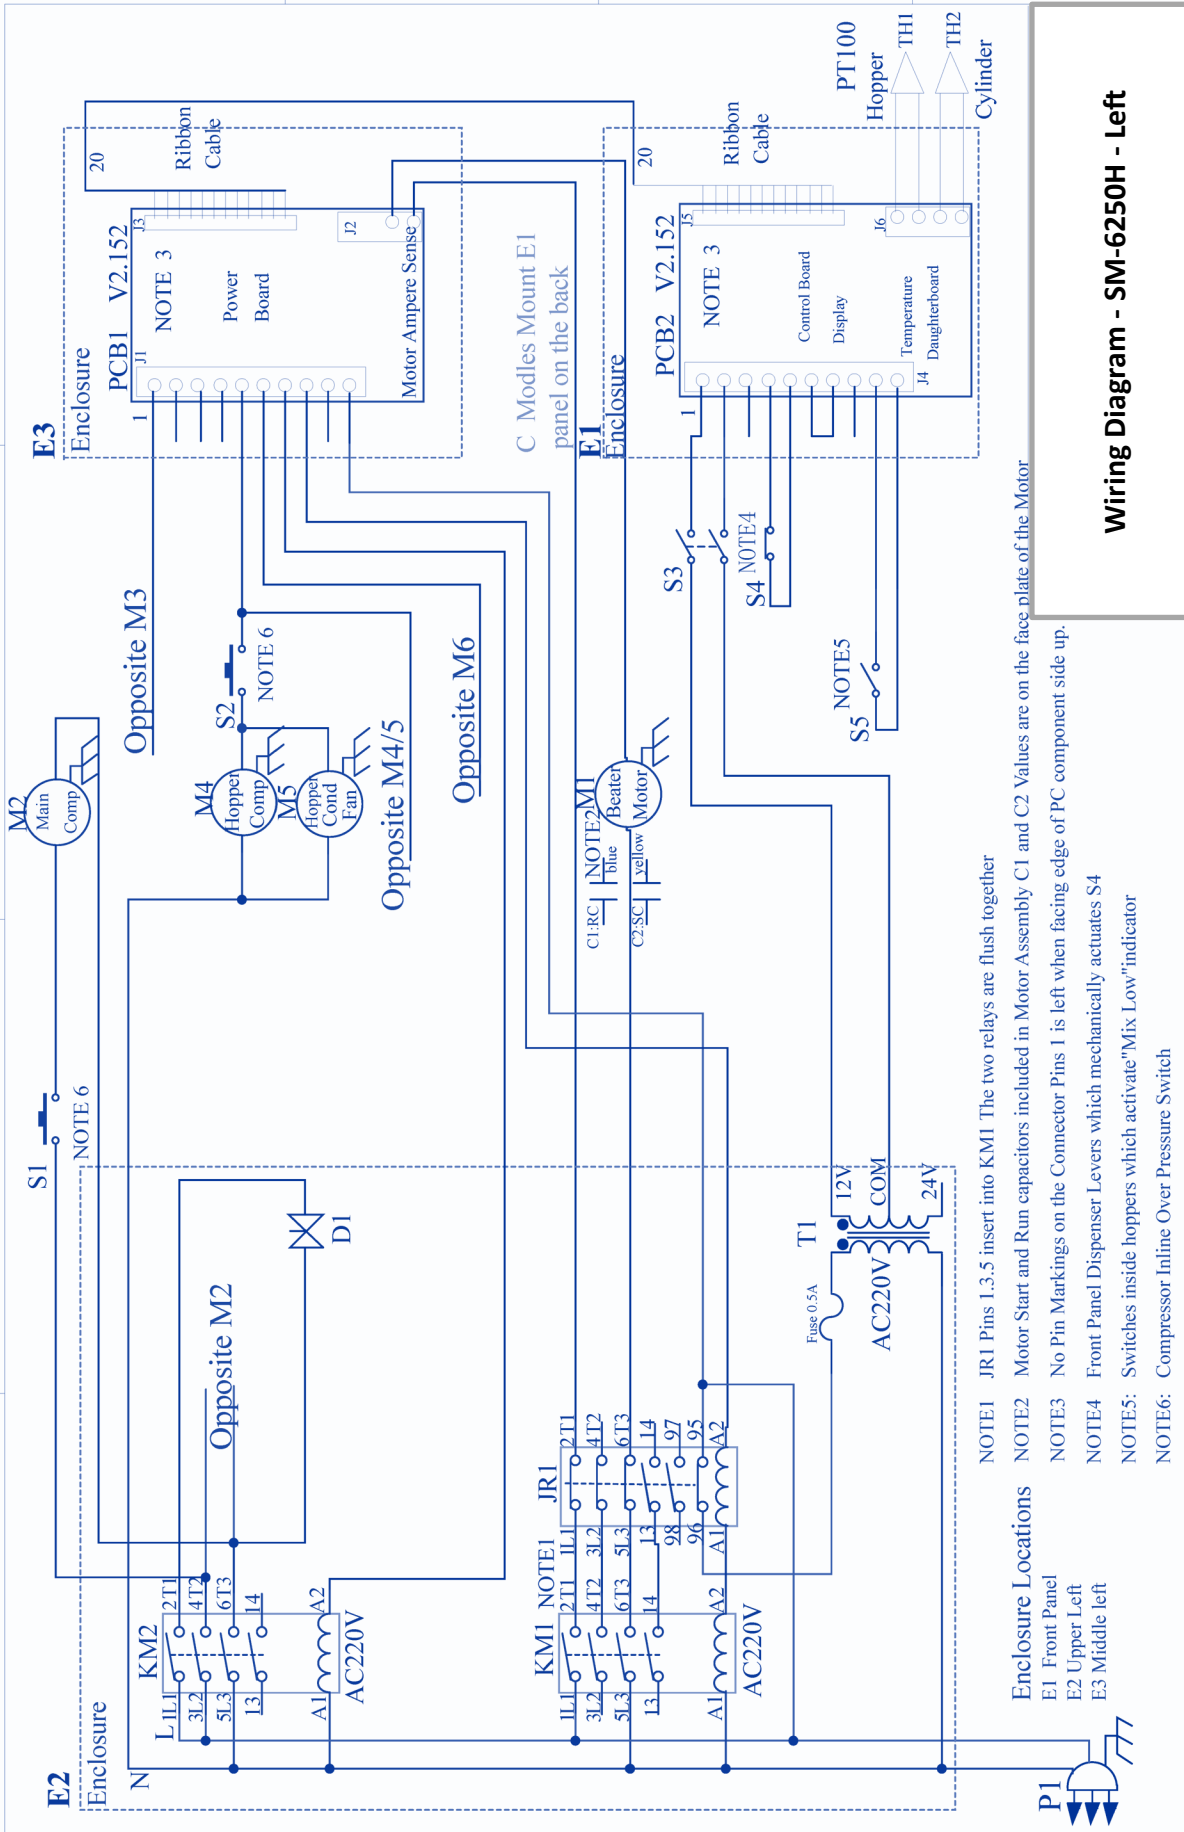 Wiring Diagram - SM-6250H - Left
E3
Enclosure
PCB1 V2.152
NOTE 3
Power
Board
J1
J3
J2
Motor Ampere Sense
1
20
Ribbon
Cable
C Modles Mount E1
panel on the back
E1
Enclosure
PCB2 V2.152
NOTE 3
Control Board
Display
Temperature
Daughterboard
J4
J5
J6
1
20
Ribbon
Cable
PT100
Hopper
TH1
TH2
Cylinder
M2
Main
Comp
Opposite M3
S2
NOTE 6
M4
Hopper
Comp
M5
Hopper
Cond
Fan
Opposite M4/5
Opposite M6
M1
Beater
Motor
NOTE2
blue
yellow
C1:RC
C2:SC
S3
NOTE4
S4
NOTE5
S5
S1
NOTE 6
E2
Enclosure
N
L
KM2
1L1
3L2
5L3
13
2T1
4T2
6T3
14
A1
A2
AC220V
Opposite M2
D1
KM1
1L1
3L2
5L3
13
2T1
4T2
6T3
14
A1
A2
AC220V
NOTE1
JR1
1L1
3L2
5L3
13
98
96
A1
2T1
4T2
6T3
14
97
95
A2
Fuse 0.5A
T1
AC220V
12V
COM
24V
P1
Enclosure Locations
E1 Front Panel
E2 Upper Left
E3 Middle left
NOTE1 JR1 Pins 1.3.5 insert into KM1 The two relays are flush together
NOTE2 Motor Start and Run capacitors included in Motor Assembly C1 and C2 Values are on the face plate of the Motor
NOTE3 No Pin Markings on the Connector Pins 1 is left when facing edge of PC component side up.
NOTE4 Front Panel Dispenser Levers which mechanically actuates S4
NOTE5: Switches inside hoppers which activate"Mix Low"indicator
NOTE6: Compressor Inline Over Pressure Switch